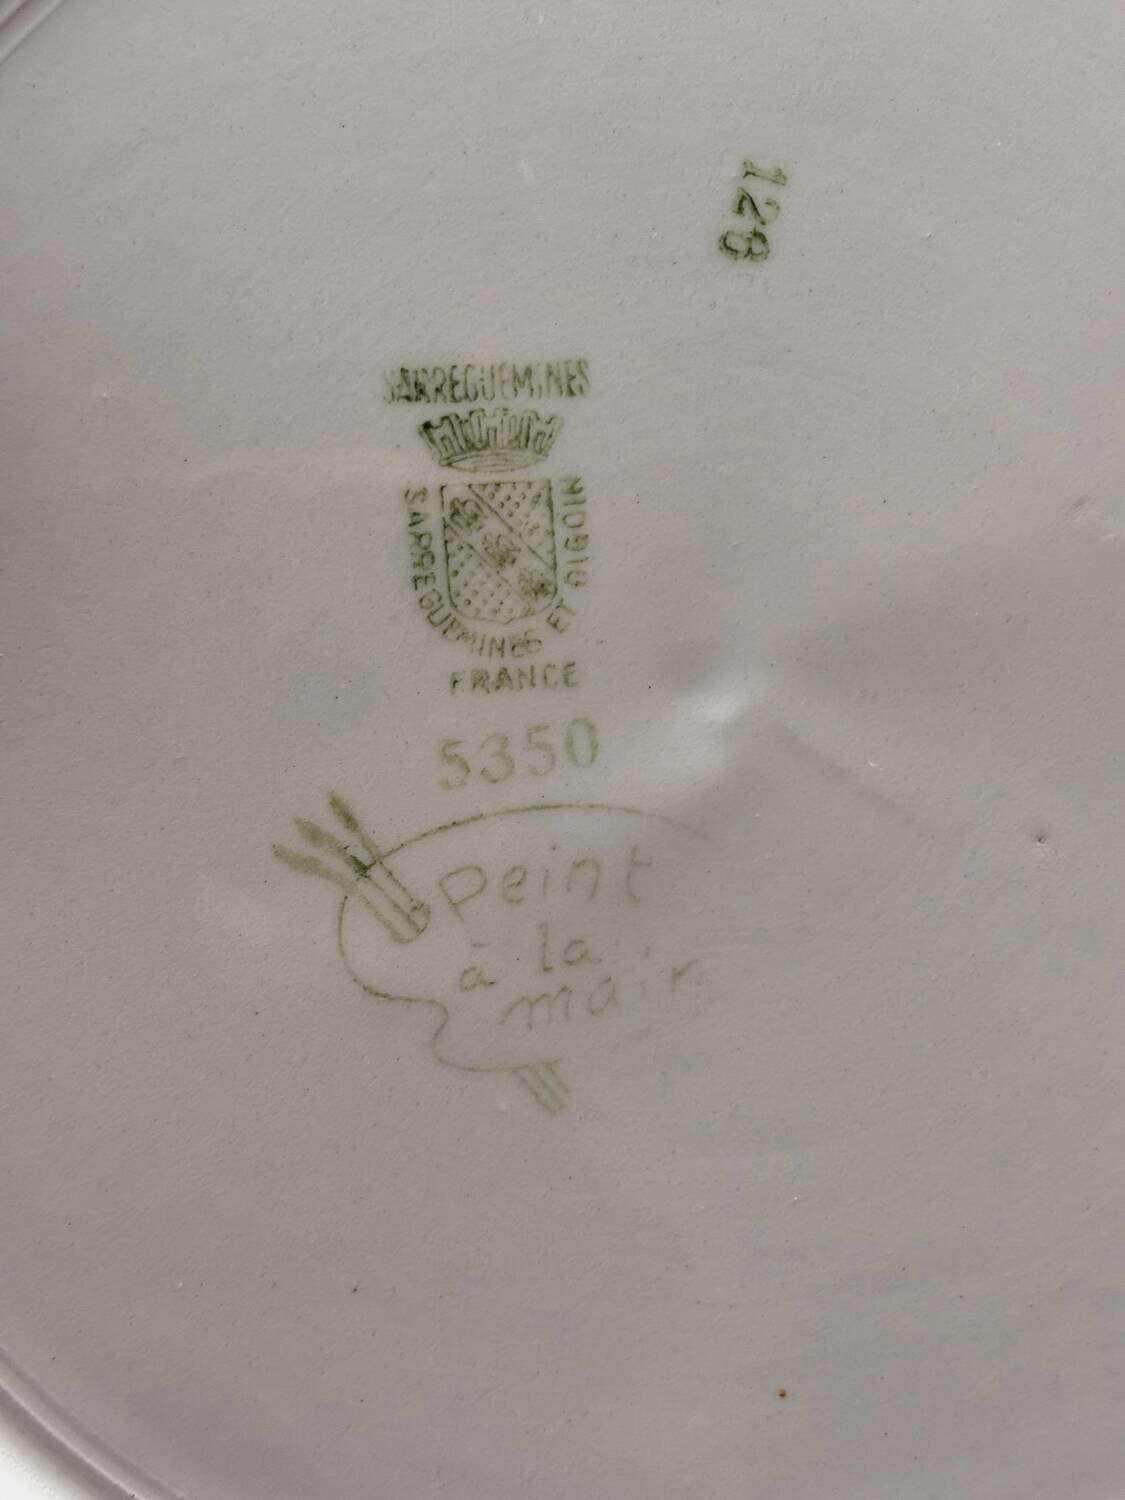 128
SARREGUEMINES
SARREGUEMINES ET DIGOIN
FRANCE
5350
Peint
à la
main